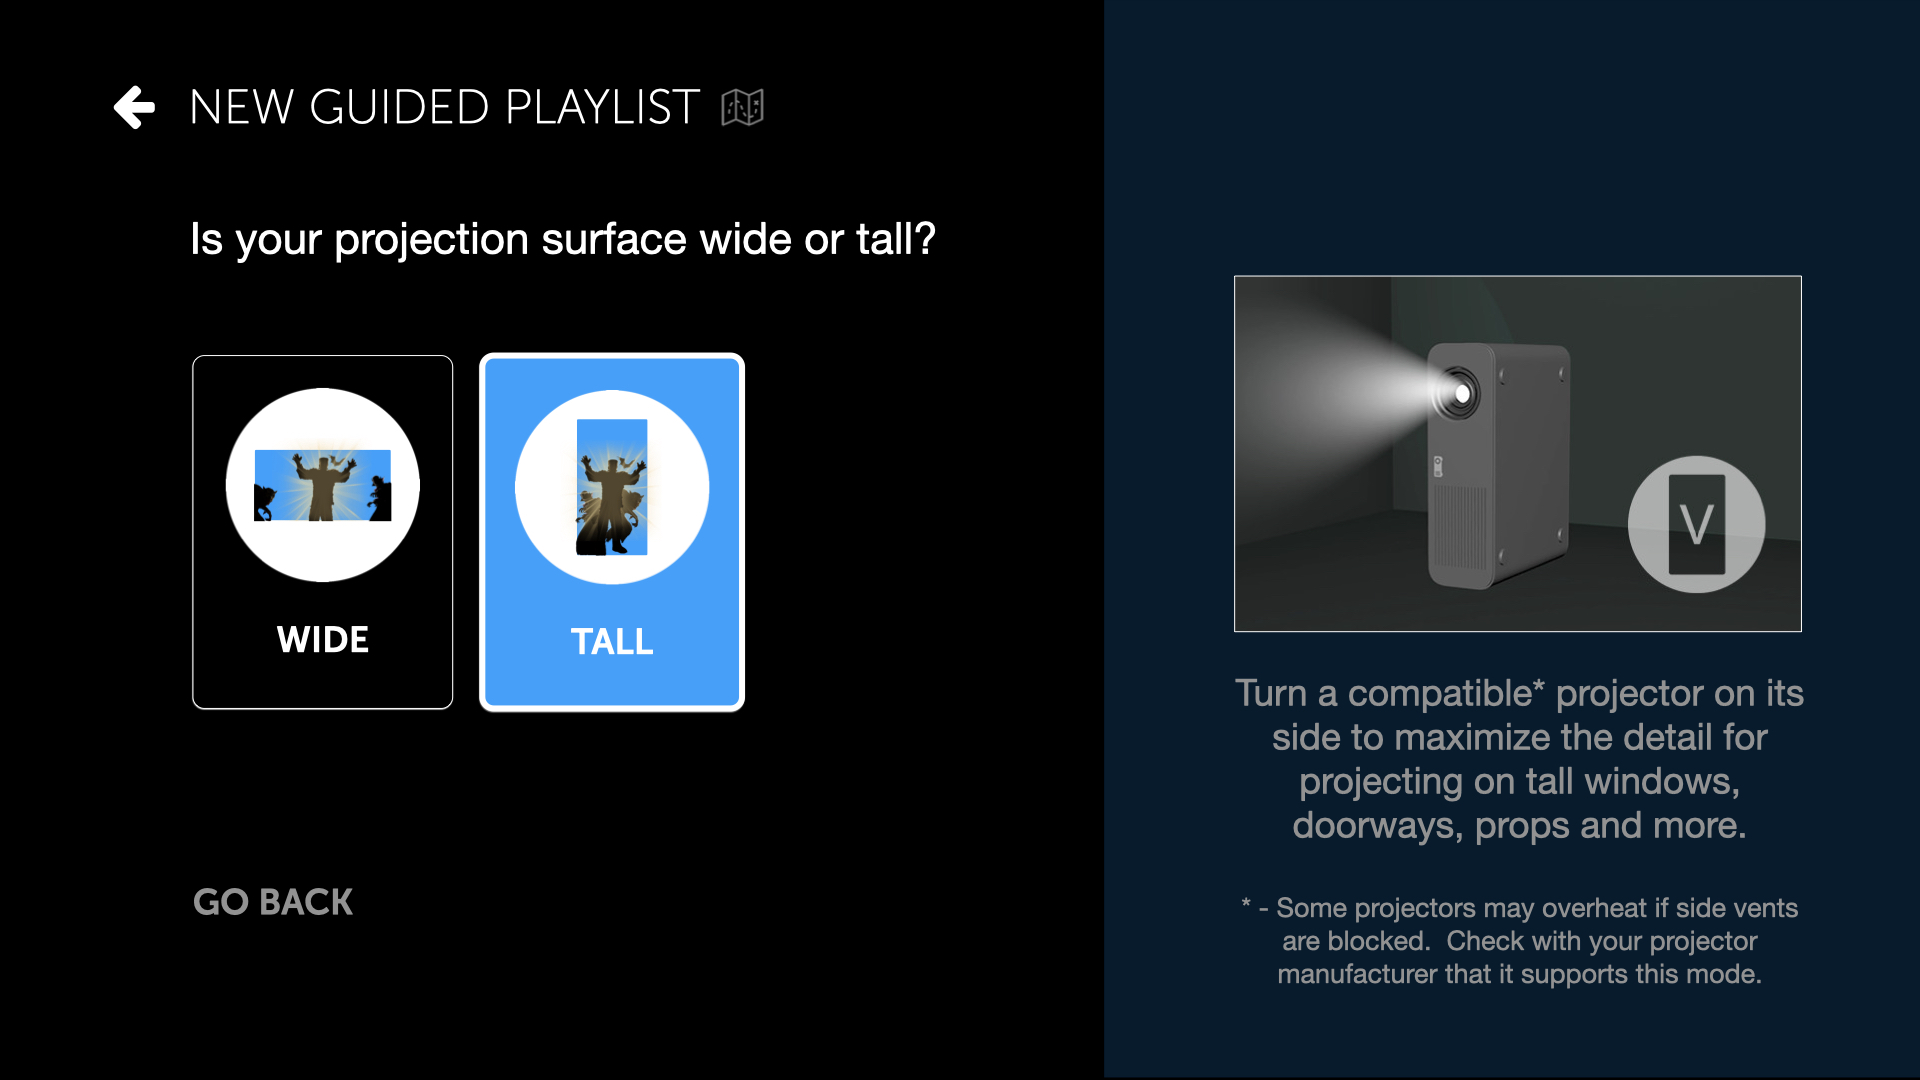 NEW GUIDED PLAYLIST
Is your projection surface wide or tall?
WIDE
TALL
GO BACK
V
Turn a compatible* projector on its
side to maximize the detail for
projecting on tall windows,
doorways, props and more.
* - Some projectors may overheat if side vents
are blocked.  Check with your projector
manufacturer that it supports this mode.